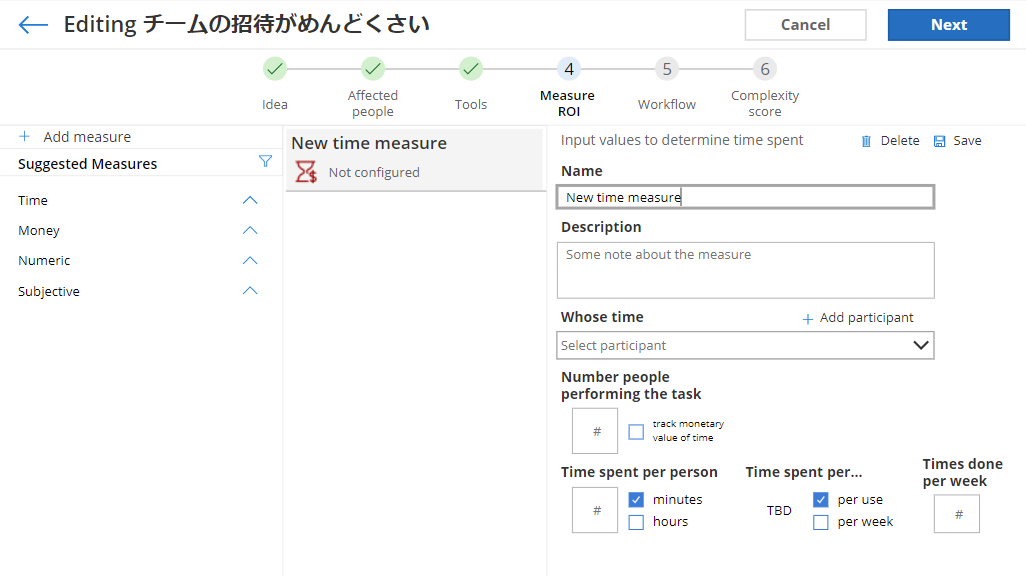 Editing チームの招待がめんどくさい
Cancel
Next
4
5
6
Idea
Affected
people
Tools
Measure
ROI
Workflow
Complexity
score
+ Add measure
Suggested Measures
Time
Money
Numeric
Subjective
New time measure
Not configured
Input values to determine time spent
Delete
Save
Name
New time measure
Description
Some note about the measure
Whose time
+ Add participant
Select participant
Number people
performing the task
#
track monetary
value of time
Time spent per person
#
minutes
hours
Time spent per...
TBD
per use
per week
Times done
per week
#